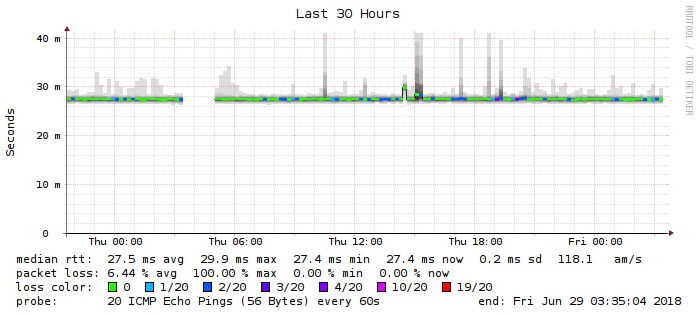 Last 30 Hours
RRDTOOL / TOBI OETIKER
Seconds
40 m
30 m
20 m
10 m
0
Thu 00:00 Thu 06:00 Thu 12:00 Thu 18:00 Fri 00:00
median rtt: 27.5 ms avg 29.9 ms max 27.4 ms min 27.4 ms now 0.2 ms sd 118.1 am/s
packet loss: 6.44 % avg 100.00 % max 0.00 % min 0.00 % now
loss color: 0 1/20 2/20 3/20 4/20 10/20 19/20
probe: 20 ICMP Echo Pings (56 Bytes) every 60s end: Fri Jun 29 03:35:04 2018